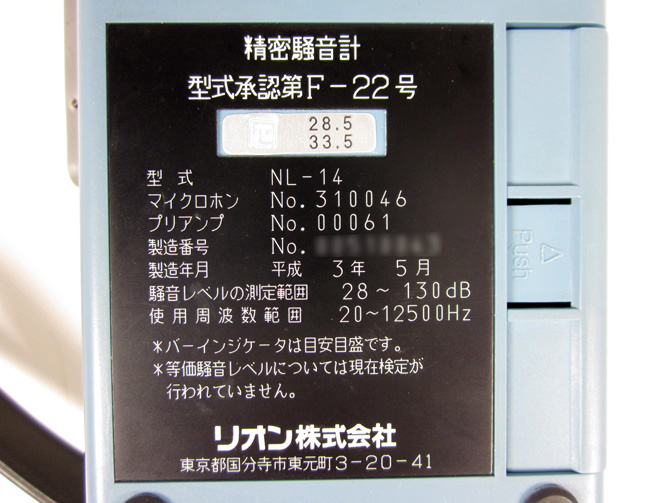 精密騒音計
型式承認第F-22号
28.5
33.5
型式 NL-14
マイクロホン No.310046
プリアンプ No.00061
製造番号 No.
製造年月 平成 3年 5月
騒音レベルの測定範囲 28~130dB
使用周波数範囲 20~12500Hz
*バーインジケータは目安目盛です。
*等価騒音レベルについては現在検定が
行われていません。
リオン株式会社
東京都国分寺市東元町3-20-41
Push